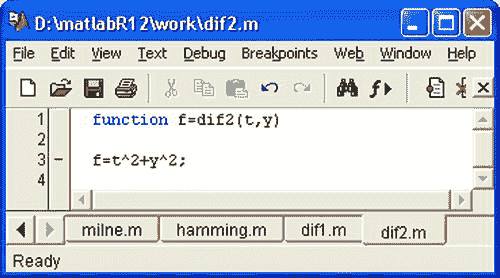 D:\matlabR12\work\dif2.m
File Edit View Text Debug Breakpoints Web Window Help
1 function f=dif2(t,y)
2
3 – f=t^2+y^2;
4
milne.m hamming.m dif1.m dif2.m
Ready